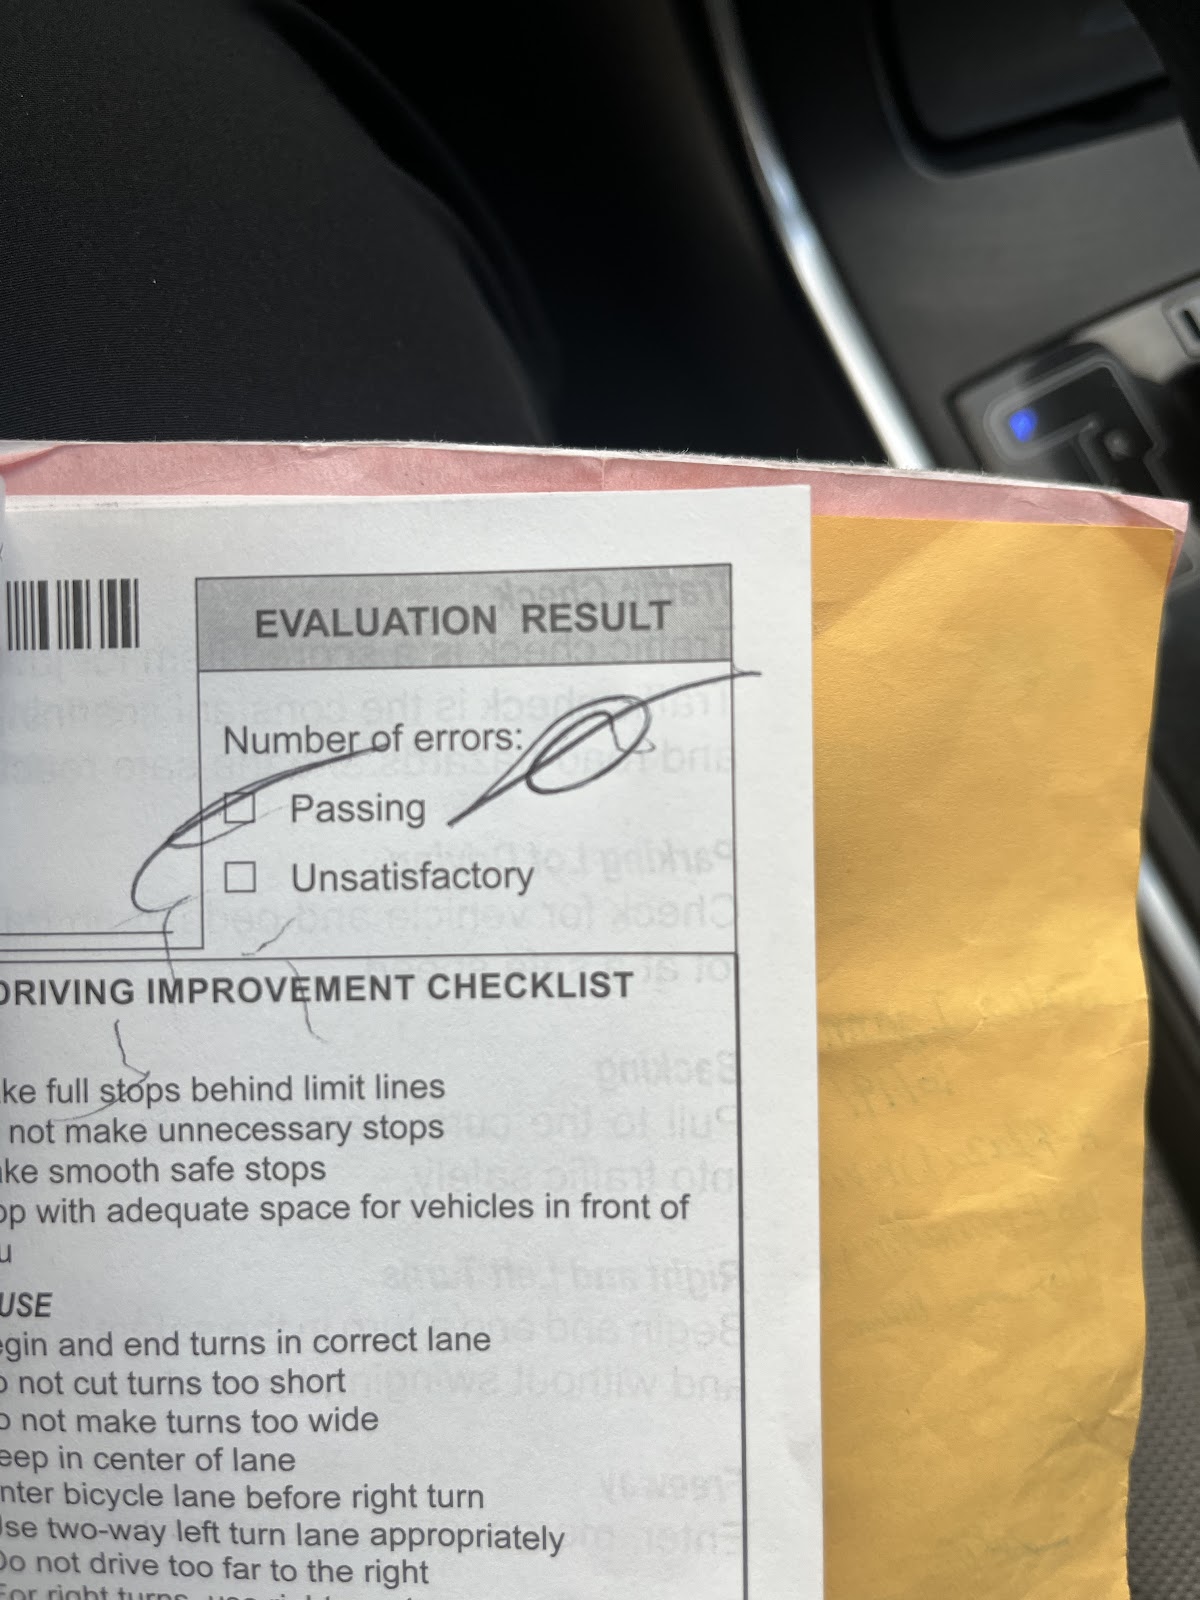 EVALUATION RESULT
Number of errors:
Passing
Unsatisfactory
DRIVING IMPROVEMENT CHECKLIST
ke full stops behind limit lines
not make unnecessary stops
ke smooth safe stops
op with adequate space for vehicles in front of
u
USE
egin and end turns in correct lane
o not cut turns too short
o not make turns too wide
eep in center of lane
nter bicycle lane before right turn
Use two-way left turn lane appropriately
Do not drive too far to the right
For right turns,